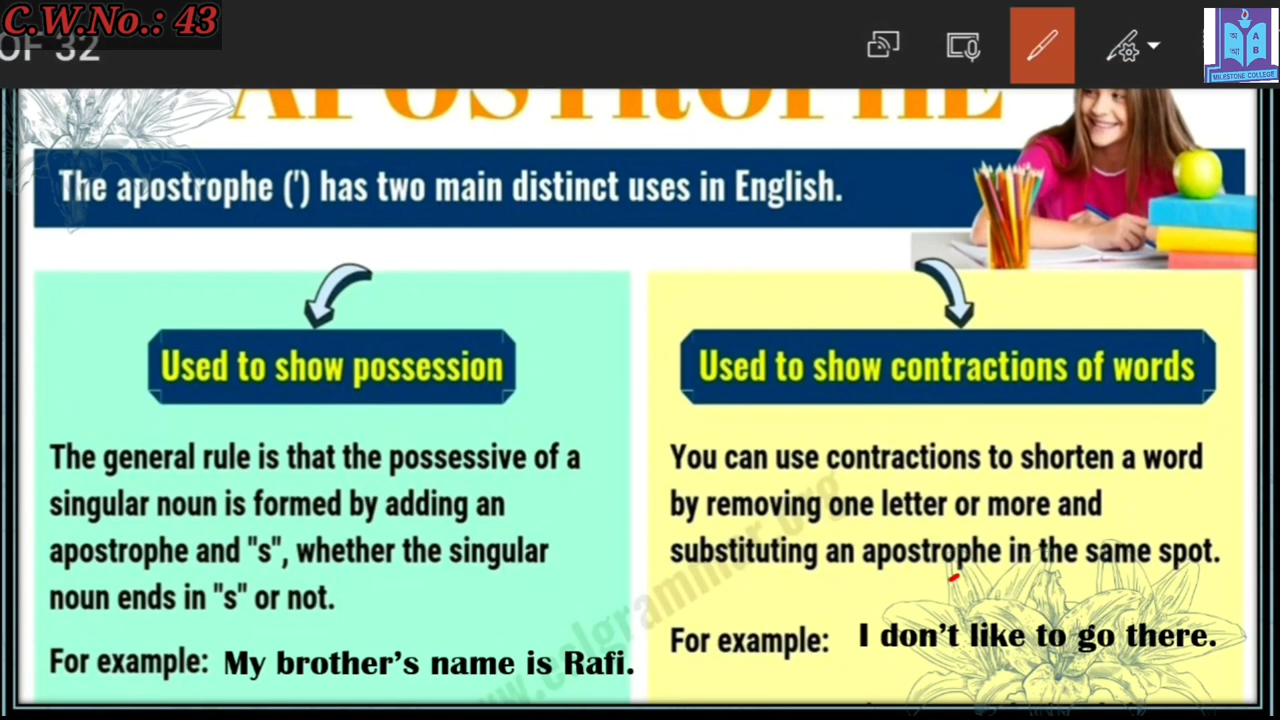 C.W.No.: 43
OF 32
অ A
আ B
MILESTONE COLLEGE
APOSTROPHE
The apostrophe (') has two main distinct uses in English.
Used to show possession
The general rule is that the possessive of a
singular noun is formed by adding an
apostrophe and "s", whether the singular
noun ends in "s" or not.
For example: My brother’s name is Rafi.
Used to show contractions of words
You can use contractions to shorten a word
by removing one letter or more and
substituting an apostrophe in the same spot.
For example: I don’t like to go there.